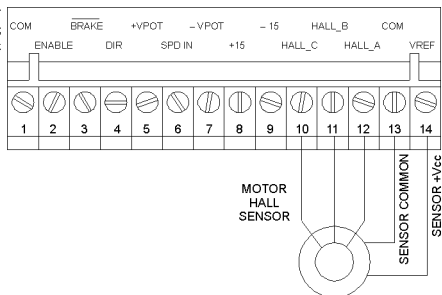 COM BRAKE +VPOT -VPOT - 15 HALL_B COM
ENABLE DIR SPD IN +15 HALL_C HALL_A VREF
1 2 3 4 5 6 7 8 9 10 11 12 13 14
MOTOR
HALL
SENSOR
SENSOR COMMON
SENSOR +Vcc